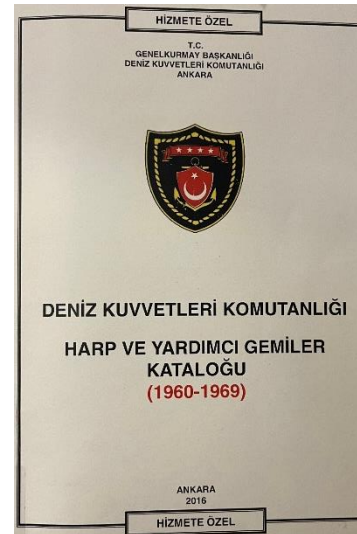 HİZMETE ÖZEL
T.C.
GENELKURMAY BAŞKANLIĞI
DENİZ KUVVETLERİ KOMUTANLIĞI
ANKARA
DENİZ KUVVETLERİ KOMUTANLIĞI
HARP VE YARDIMCI GEMİLER
KATALOĞU
(1960-1969)
ANKARA
2016
HİZMETE ÖZEL